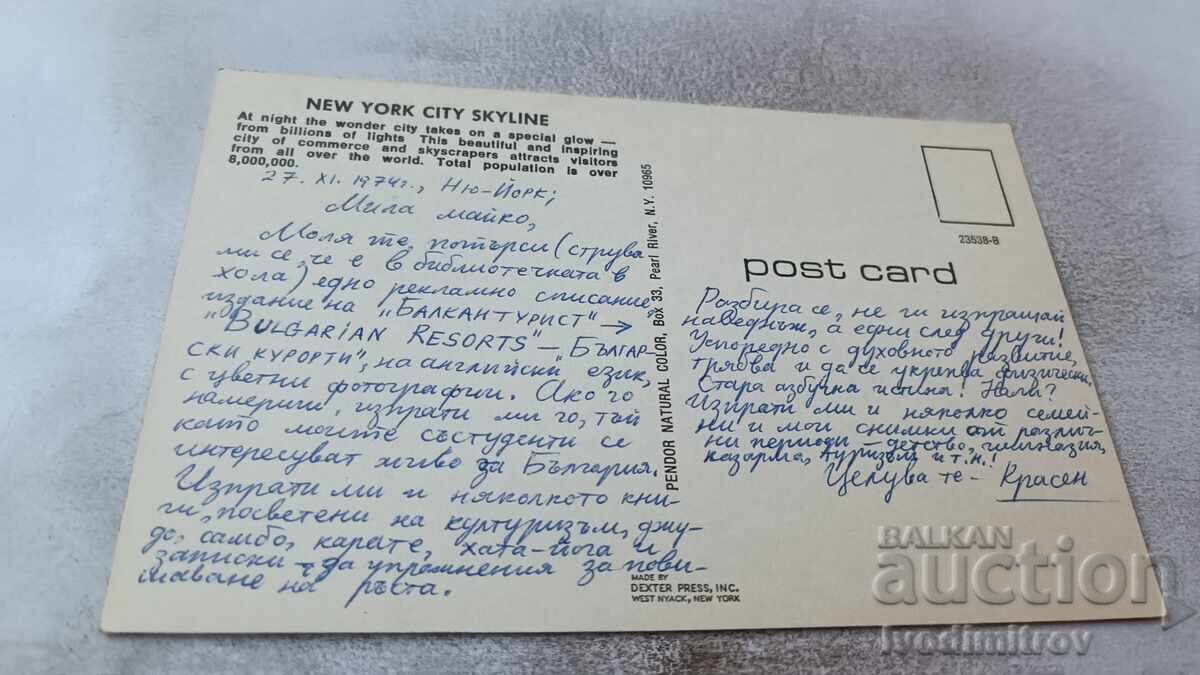 NEW YORK CITY SKYLINE
At night the wonder city takes on a special glow —
from billions of lights This beautiful and inspiring
city of commerce and skyscrapers attracts visitors
from all over the world. Total population is over
8,000,000.
27. XI. 1974г., Ню-Йорк;
Мила майко,
Моля те, потърси (струва
ми се, че е в библиотечката в
хола) едно рекламно списание,
издание на "БАЛКАНТУРИСТ" →
"BULGARIAN RESORTS" – "БЪЛГАР-
СКИ КУРОРТИ", на английски език,
с цветни фотографии. Ако го
намериш, изпрати ми го, тъй
като моите състуденти се
интересуват живо за България.
Изпрати ми и няколкото кни-
ги, посветени на културизъм, джу-
до, самбо, карате, хата-йога и
записки – за упражнения за пови-
шаване на ръста.
PENDOR NATURAL COLOR, Box 33, Pearl River, N.Y. 10965
MADE BY
DEXTER PRESS, INC.
WEST NYACK, NEW YORK
23538-B
post card
Разбира се, не ги изпращай
наведнъж, а едни след други!
Успоредно с духовното развитие,
трябва и да се укрепва физически.
Стара азбучна истина! Нали?
Изпрати ми и няколко семей-
ни и мои снимки от различ-
ни периоди – детство, гимназия,
казарма, туризъм и т.н.!
Целува те – Красен
BALKAN
auction
ivodimitrov